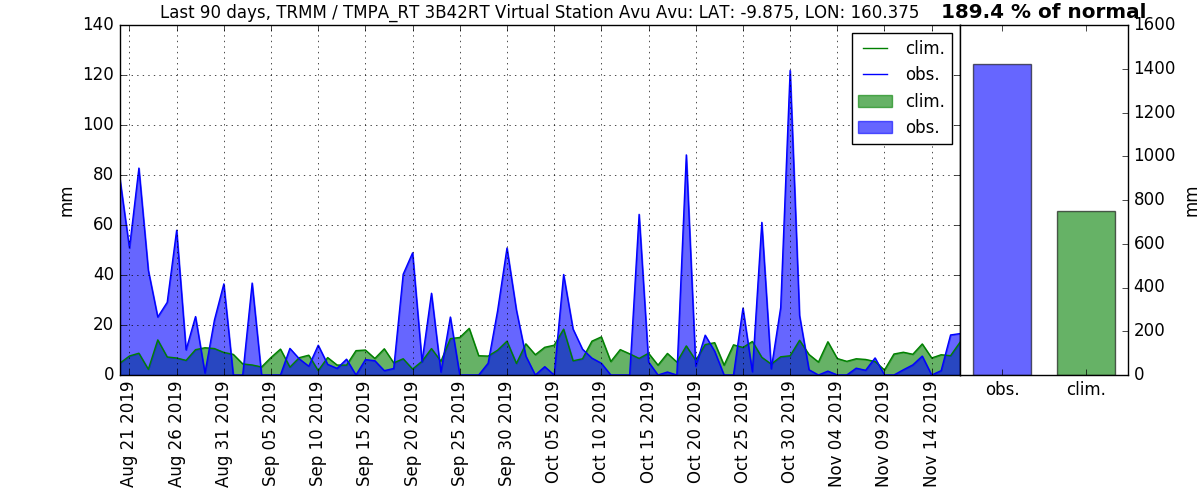 Last 90 days, TRMM / TMPA_RT 3B42RT Virtual Station Avu Avu: LAT: -9.875, LON: 160.375
189.4 % of normal
mm
140
120
100
80
60
40
20
0
clim.
obs.
clim.
obs.
Aug 21 2019
Aug 26 2019
Aug 31 2019
Sep 05 2019
Sep 10 2019
Sep 15 2019
Sep 20 2019
Sep 25 2019
Sep 30 2019
Oct 05 2019
Oct 10 2019
Oct 15 2019
Oct 20 2019
Oct 25 2019
Oct 30 2019
Nov 04 2019
Nov 09 2019
Nov 14 2019
1600
1400
1200
1000
800
600
400
200
0
mm
obs.
clim.